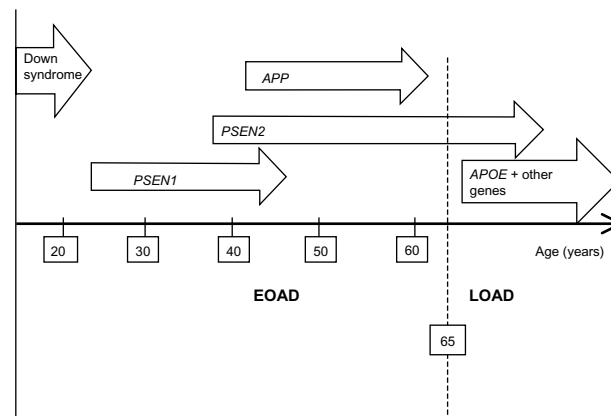 Down
syndrome
APP
PSEN2
PSEN1
APOE + other
genes
20
30
40
50
60
Age (years)
EOAD
LOAD
65